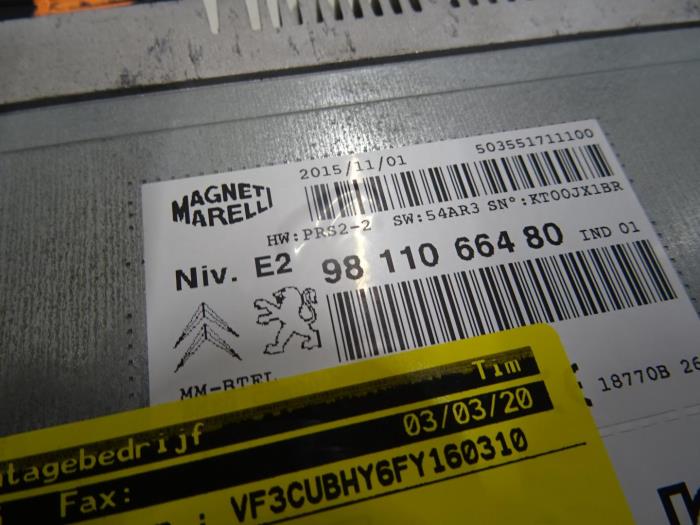 2015/11/01
503551711100
MAGNETI
MARELLI
HW:PRS2-2 SW:54AR3 SN°:KT00JX1BR
Niv. E2 98 110 664 80 IND 01
MM-RTEL
18770B 26
Tim
tagebedrijf 03/03/20
Fax:
VF3CUBHY6FY160310